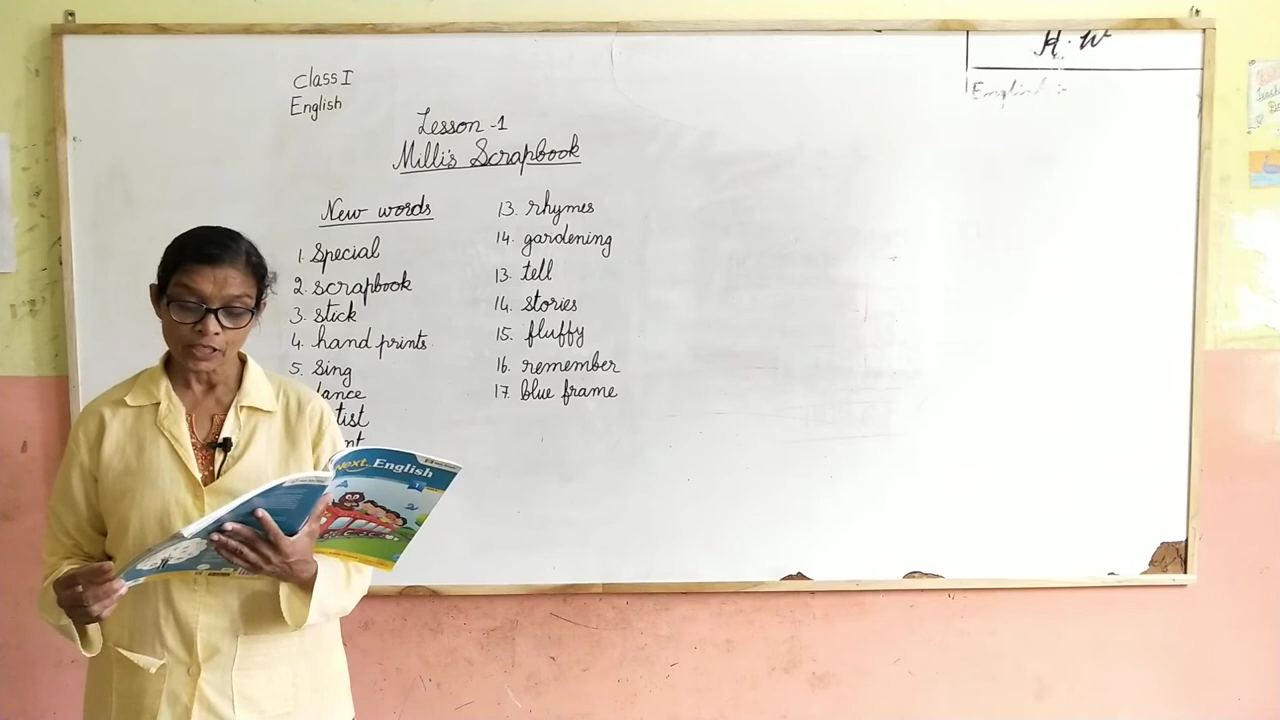 Class I
English
Lesson -1
Milli's Scrapbook
New words
1. Special
2. scrapbook
3. stick
4. hand prints.
5. Sing
13. rhymes
14. gardening
13. tell
14. stories
15. fluffy
16. remember
17. blue frame
H.W
English :-
Next English
1